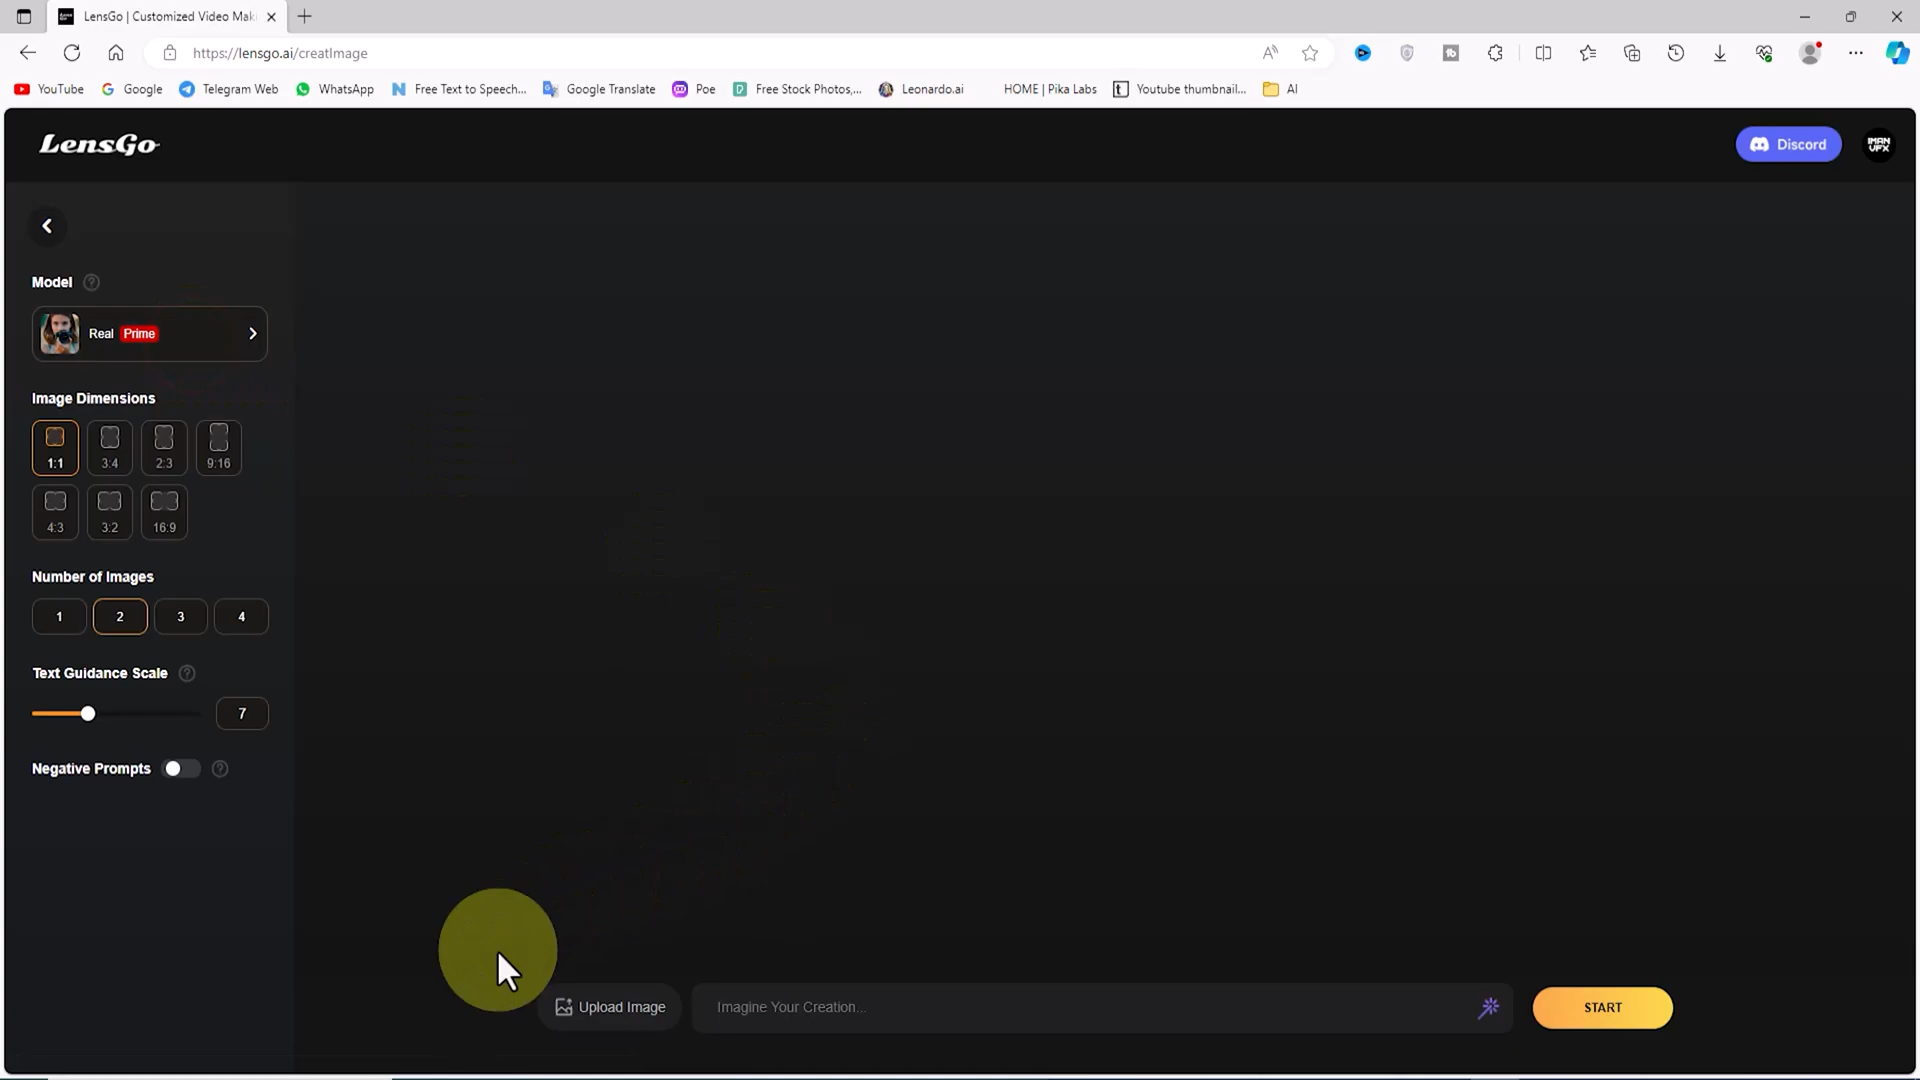 LensGo | Customized Video Mak
https://lensgo.ai/creatImage
YouTube
Google
Telegram Web
WhatsApp
Free Text to Speech...
Google Translate
Poe
Free Stock Photos,...
Leonardo.ai
HOME | Pika Labs
Youtube thumbnail...
AI
LensGo
Discord
IMAN
VFX
Model
Real Prime
Image Dimensions
1:1 3:4 2:3 9:16
4:3 3:2 16:9
Number of Images
1 2 3 4
Text Guidance Scale
7
Negative Prompts
Upload Image
Imagine Your Creation...
START